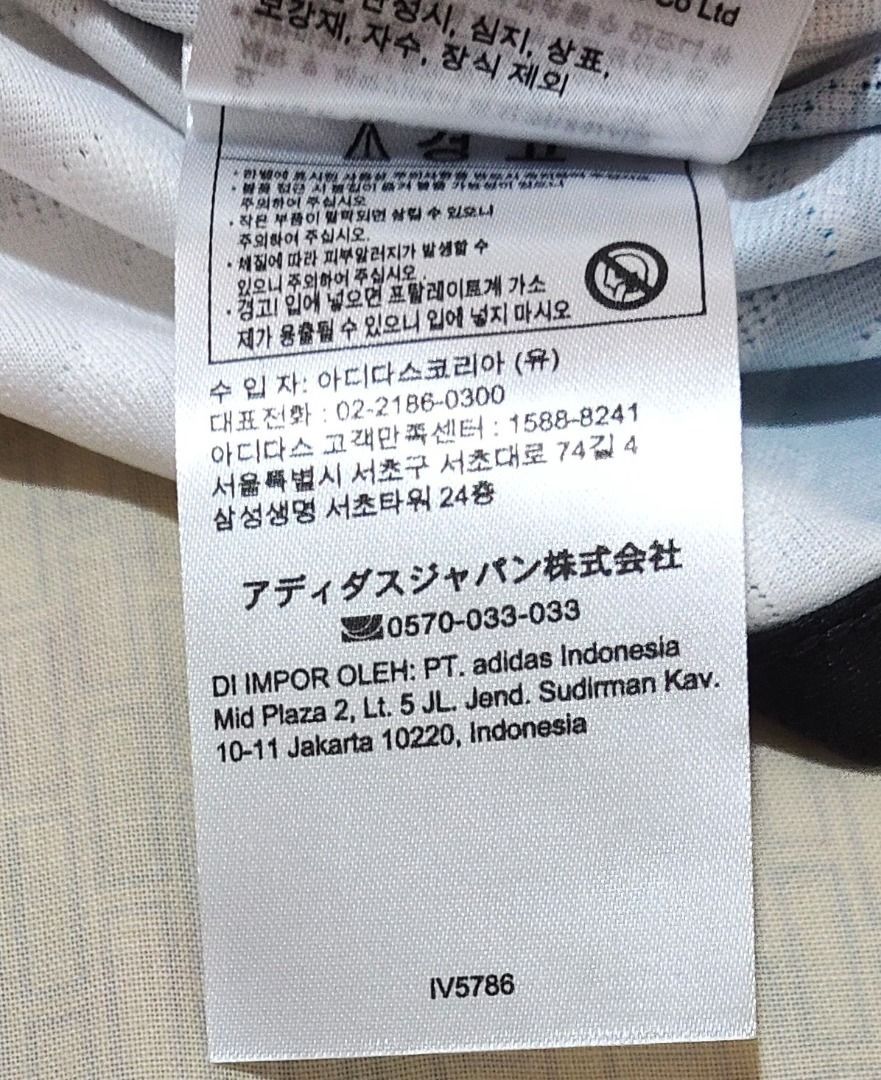 Co Ltd
심지, 상표,
보강재, 자수, 장식 제외
경고
주의하여 주십시오
· 작은 부품이 탈락되면 삼킬 수 있으니
주의하여 주십시오.
· 체질에 따라 피부알러지가 발생할 수
있으니 주의하여 주십시오.
· 경고! 입에 넣으면 프탈레이트계 가소
제가 용출될 수 있으니 입에 넣지 마시오
수 입 자: 아디다스코리아 (유)
대표전화 : 02-2186-0300
아디다스 고객만족센터 : 1588-8241
서울특별시 서초구 서초대로 74길 4
삼성생명 서초타워 24층
アディダスジャパン株式会社
0570-033-033
DI IMPOR OLEH: PT. adidas Indonesia
Mid Plaza 2, Lt. 5 JL. Jend. Sudirman Kav.
10-11 Jakarta 10220, Indonesia
IV5786